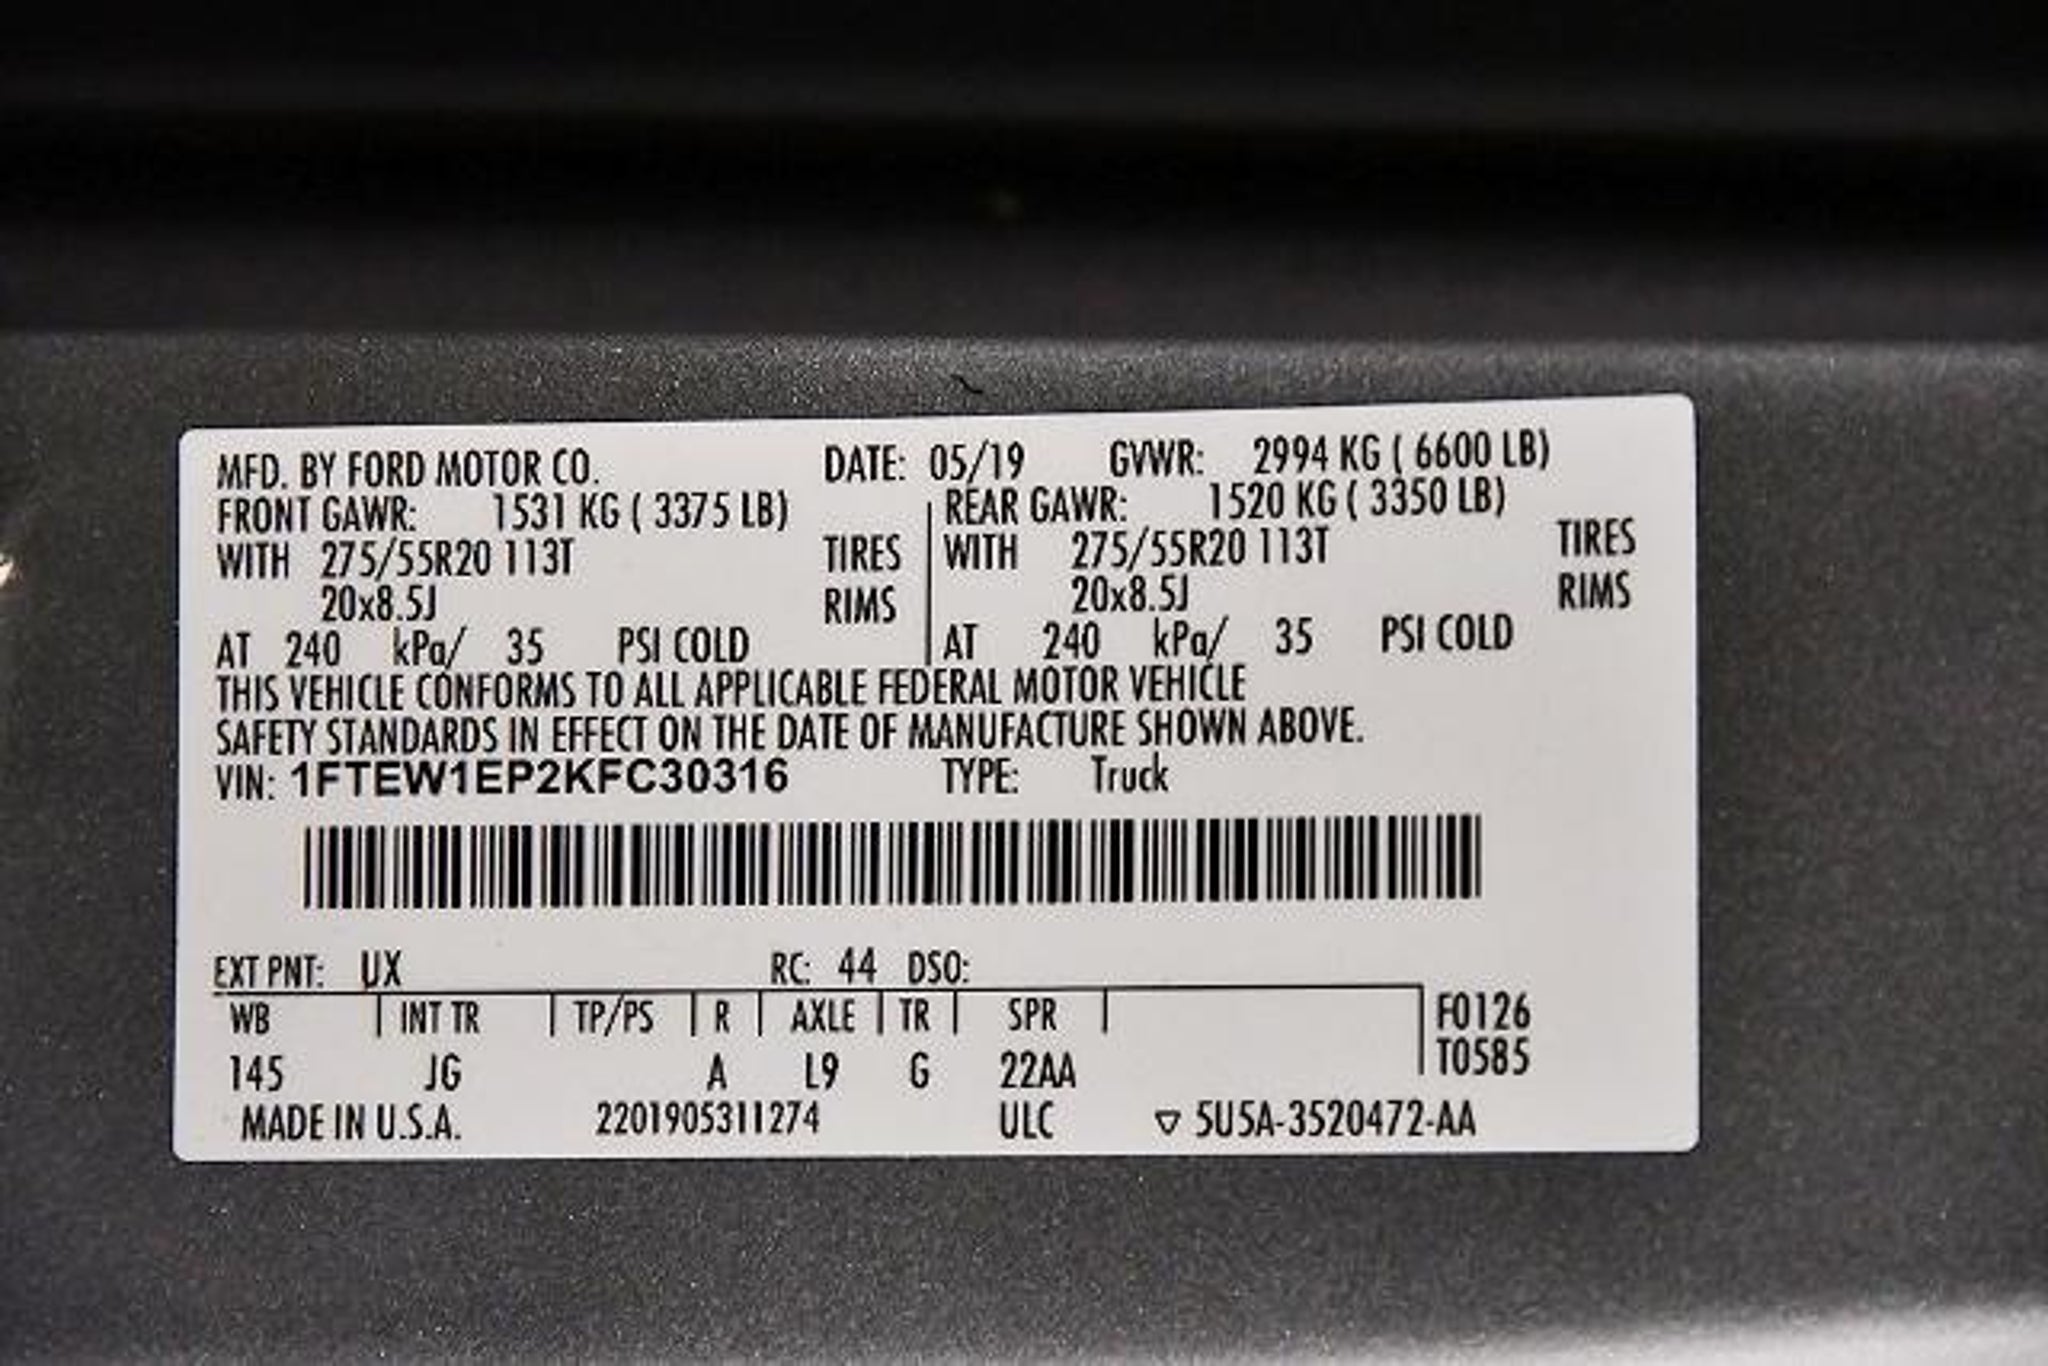 MFD. BY FORD MOTOR CO. DATE: 05/19 GVWR: 2994 KG ( 6600 LB)
FRONT GAWR: 1531 KG ( 3375 LB) REAR GAWR: 1520 KG ( 3350 LB)
WITH 275/55R20 113T TIRES WITH 275/55R20 113T TIRES
20x8.5J RIMS 20x8.5J RIMS
AT 240 kPa/ 35 PSI COLD AT 240 kPa/ 35 PSI COLD
THIS VEHICLE CONFORMS TO ALL APPLICABLE FEDERAL MOTOR VEHICLE
SAFETY STANDARDS IN EFFECT ON THE DATE OF MANUFACTURE SHOWN ABOVE.
VIN: 1FTEW1EP2KFC30316 TYPE: Truck
EXT PNT: UX RC: 44 DSO:
WB INT TR TP/PS R AXLE TR SPR F0126
T0585
145 JG A L9 G 22AA
MADE IN U.S.A. 2201905311274 ULC ▽ 5U5A-3520472-AA